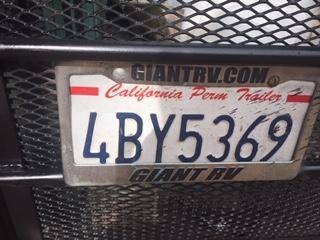 GIANTRV.COM
California Perm Trailer
4BY5369
GIANT RV